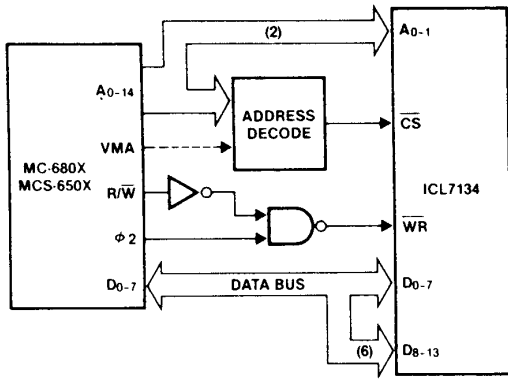 (2)
A0-1
A0-14
ADDRESS
DECODE
CS
VMA
MC-680X
MCS-650X
R/W
ICL7134
WR
φ2
D0-7
DATA BUS
D0-7
(6)
D8-13